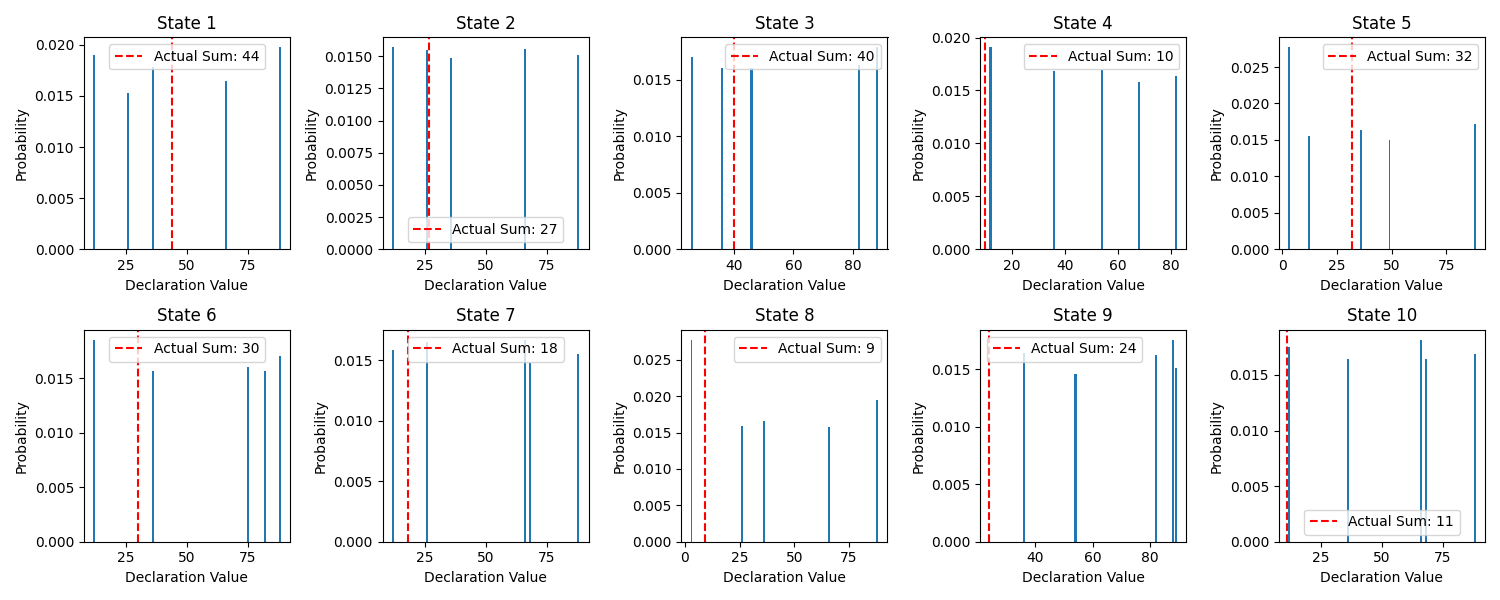 State 1
0.020
0.015
0.010
0.005
0.000
Probability
Actual Sum: 44
25
75
Declaration Value
State 2
0.0150
0.0125
0.0100
0.0075
0.0050
0.0025
0.0000
Probability
Actual Sum: 27
25
50
75
Declaration Value
State 3
0.015
0.010
0.005
0.000
Probability
Actual Sum: 40
40
60
80
Declaration Value
State 4
0.020
0.015
0.010
0.005
0.000
Probability
Actual Sum: 10
20
40
60
80
Declaration Value
State 5
0.025
0.020
0.015
0.010
0.005
0.000
Probability
Actual Sum: 32
0
25
50
75
Declaration Value
State 6
0.015
0.010
0.005
0.000
Probability
Actual Sum: 30
25
50
75
Declaration Value
State 7
0.015
0.010
0.005
0.000
Probability
Actual Sum: 18
25
50
75
Declaration Value
State 8
0.025
0.020
0.015
0.010
0.005
0.000
Probability
Actual Sum: 9
0
25
50
75
Declaration Value
State 9
0.015
0.010
0.005
0.000
Probability
Actual Sum: 24
40
60
80
Declaration Value
State 10
0.015
0.010
0.005
0.000
Probability
Actual Sum: 11
25
50
75
Declaration Value